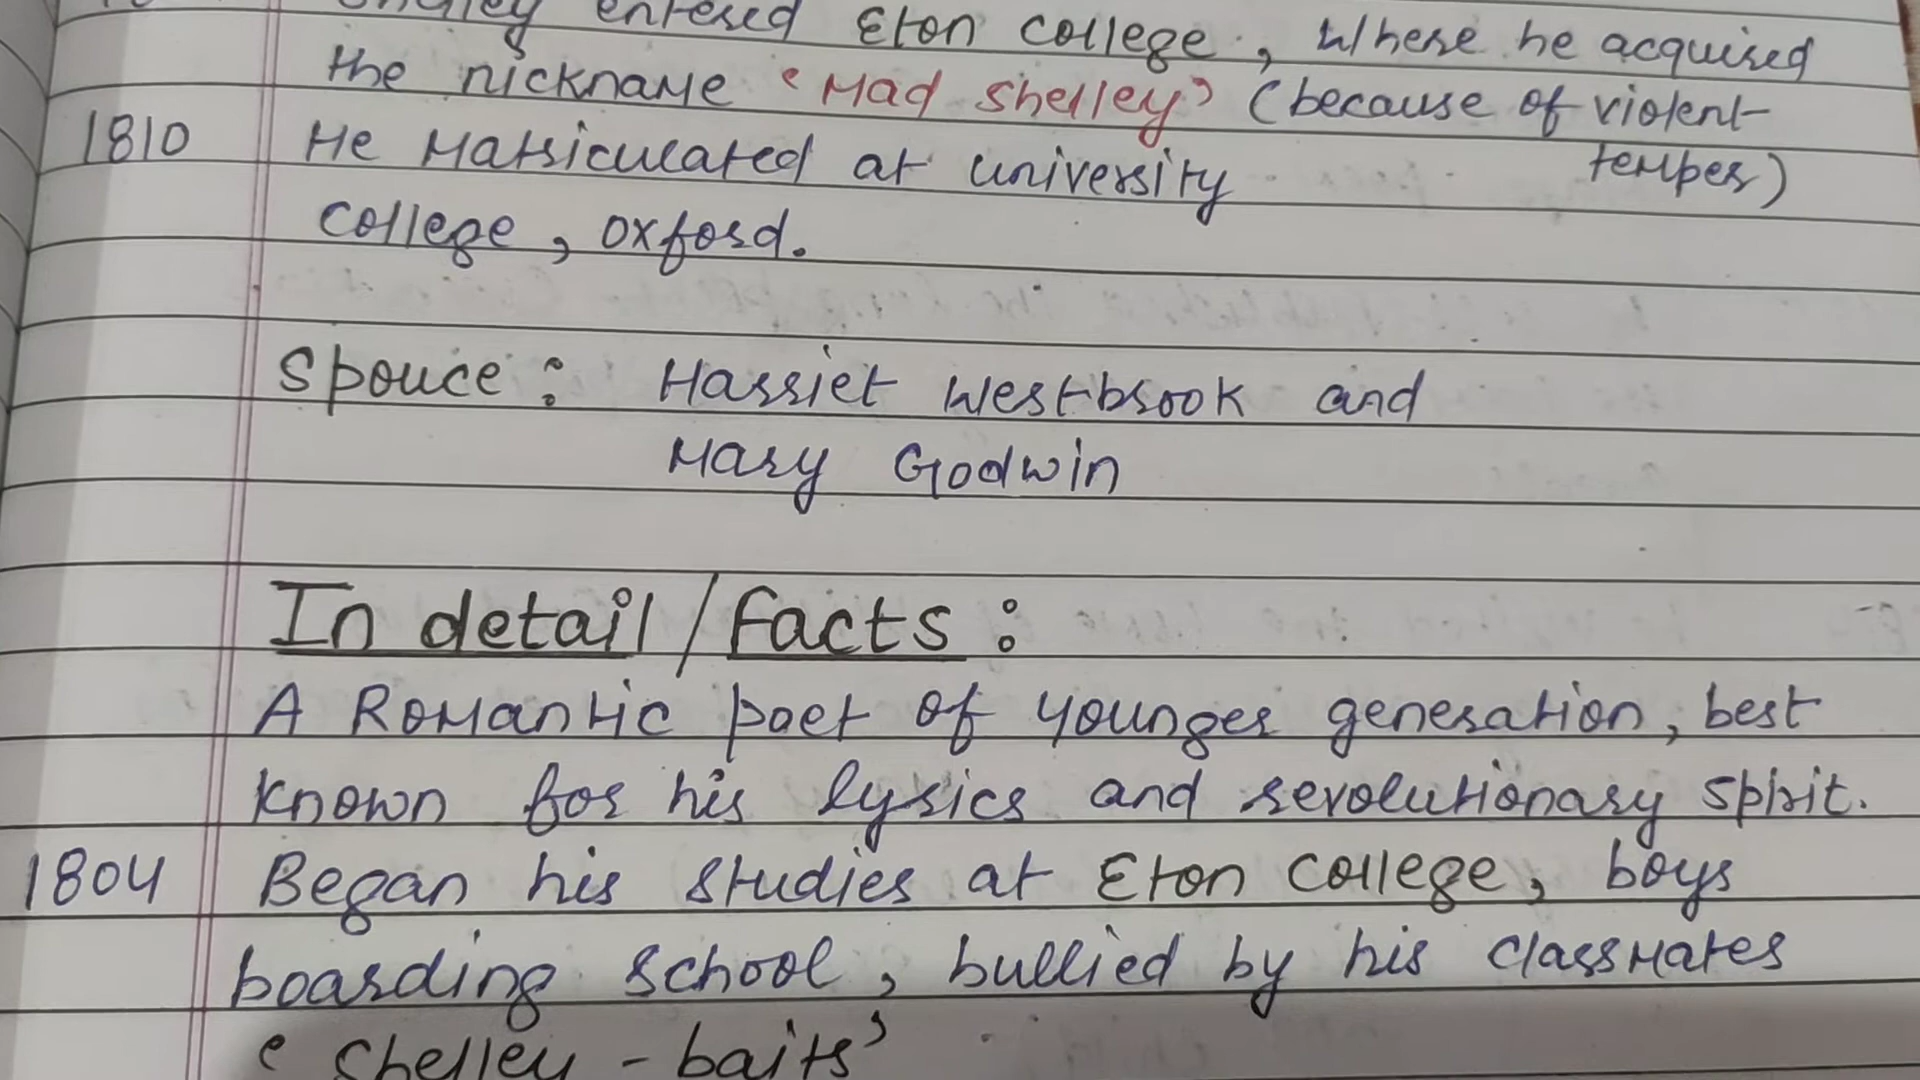 Shelley entered Eton college, Where he acquired
the nickname 'Mad Shelley' (because of violent
temper)
1810 He Matriculated at university
college, oxford.
Spouce: Harriet Westbrook and
Mary Godwin
In detail/facts:
A Romantic poet of younger generation, best
known for his lyrics and revolutionary spirit.
1804 Began his studies at Eton college, boys
boarding school, bullied by his classmates
'Shelley-baits'